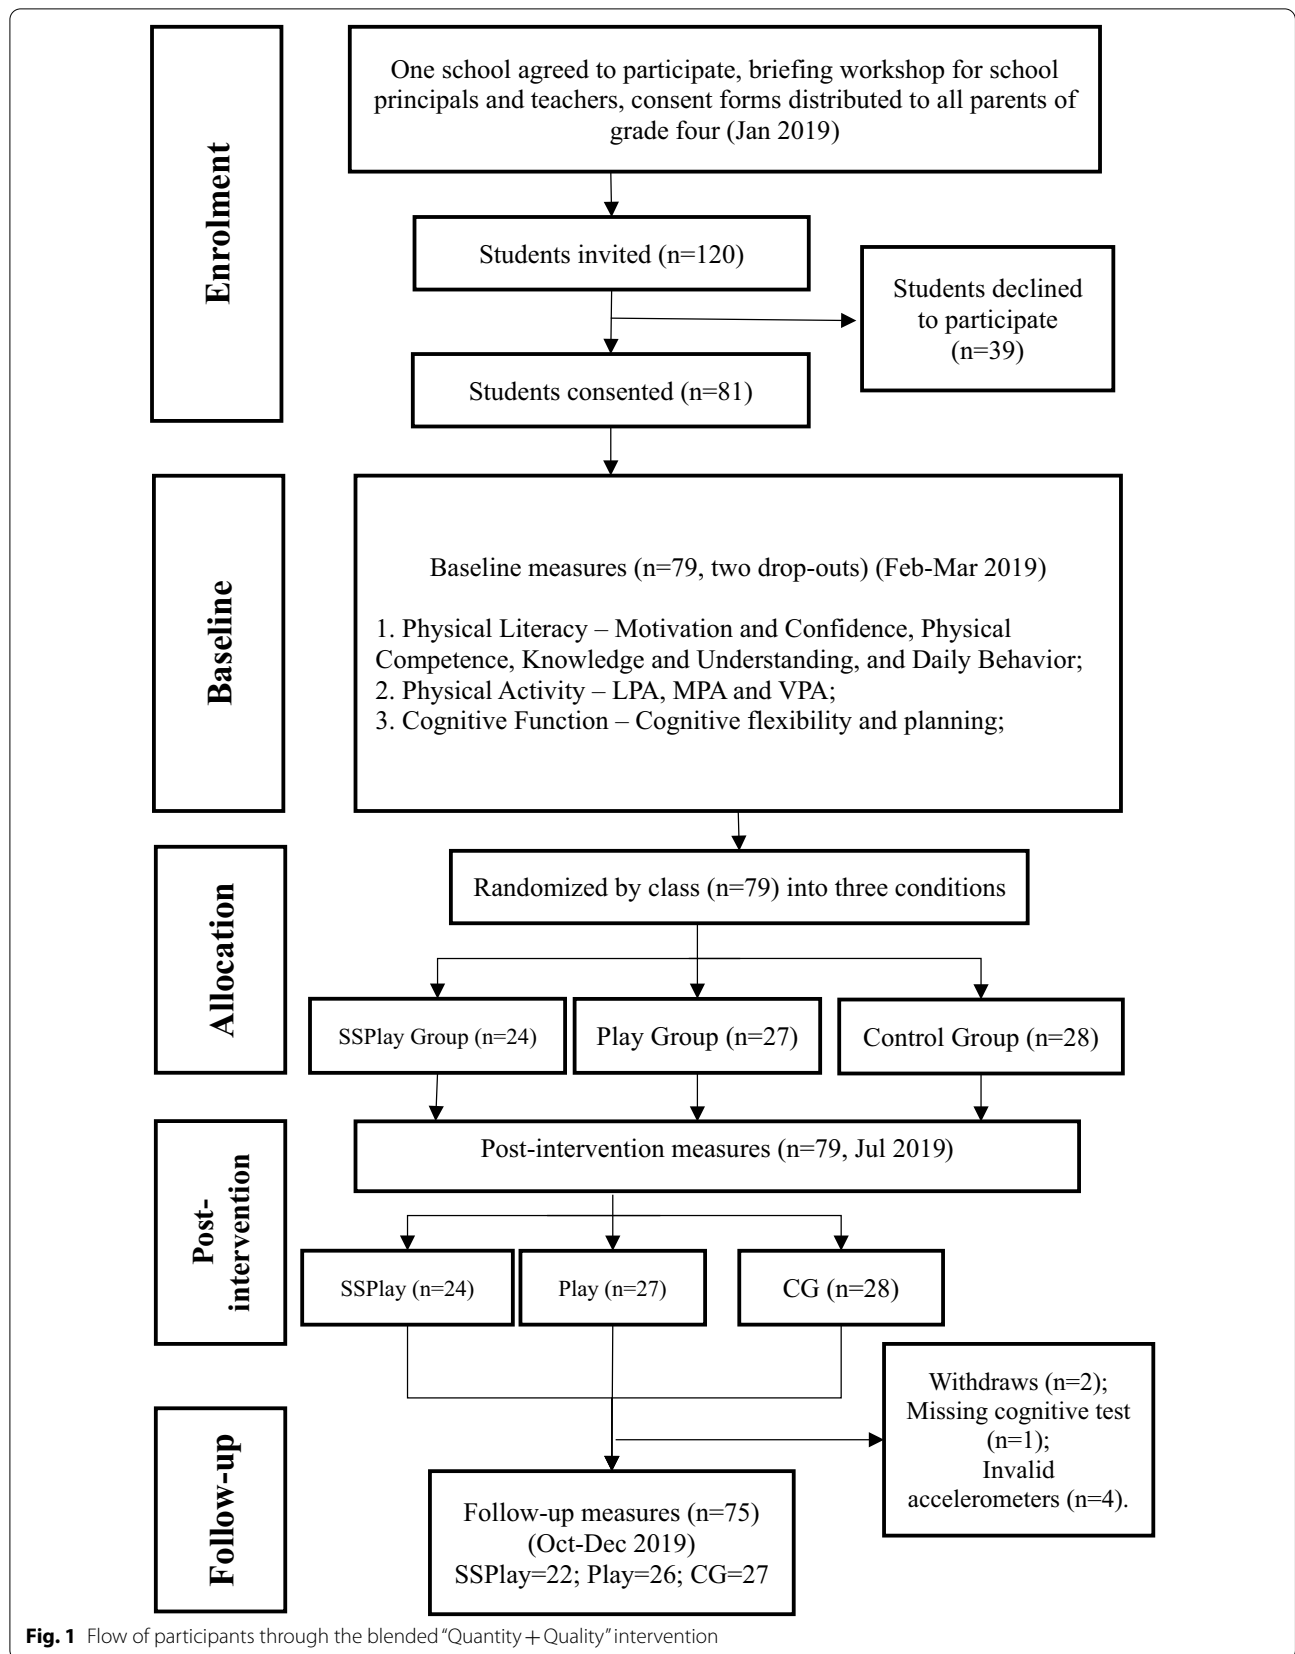 Enrolment
One school agreed to participate, briefing workshop for school
principals and teachers, consent forms distributed to all parents of
grade four (Jan 2019)
Students invited (n=120)
Students declined
to participate
(n=39)
Students consented (n=81)
Baseline
Baseline measures (n=79, two drop-outs) (Feb-Mar 2019)
1. Physical Literacy – Motivation and Confidence, Physical
Competence, Knowledge and Understanding, and Daily Behavior;
2. Physical Activity – LPA, MPA and VPA;
3. Cognitive Function – Cognitive flexibility and planning;
Allocation
Randomized by class (n=79) into three conditions
SSPlay Group (n=24)
Play Group (n=27)
Control Group (n=28)
Post-
intervention
Post-intervention measures (n=79, Jul 2019)
SSPlay (n=24)
Play (n=27)
CG (n=28)
Withdraws (n=2);
Missing cognitive test
(n=1);
Invalid
accelerometers (n=4).
Follow-up
Follow-up measures (n=75)
(Oct-Dec 2019)
SSPlay=22; Play=26; CG=27
Fig. 1 Flow of participants through the blended "Quantity + Quality" intervention